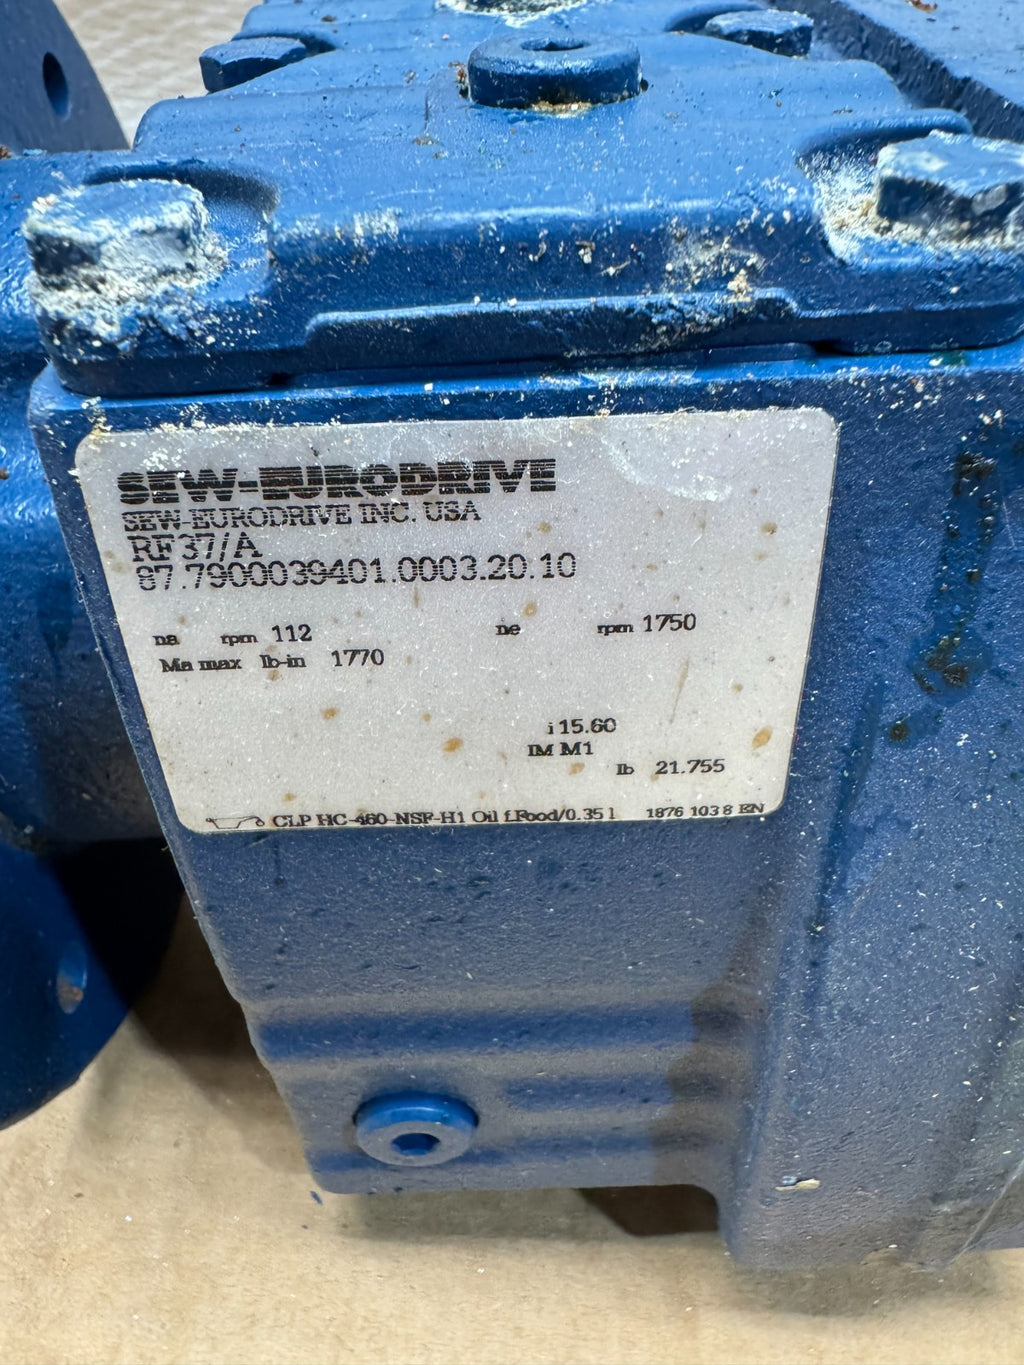 SEW-EURODRIVE
SEW-EURODRIVE INC. USA
RF37//A
87.7900039401.0003.20.10
na rpm 112 ne rpm 1750
Ma max lb-in 1770
i 15.60
IM M1
lb 21.755
CLP HC-460-NSF-H1 Oil f.Food/0.35 l 1876 103 8 EN